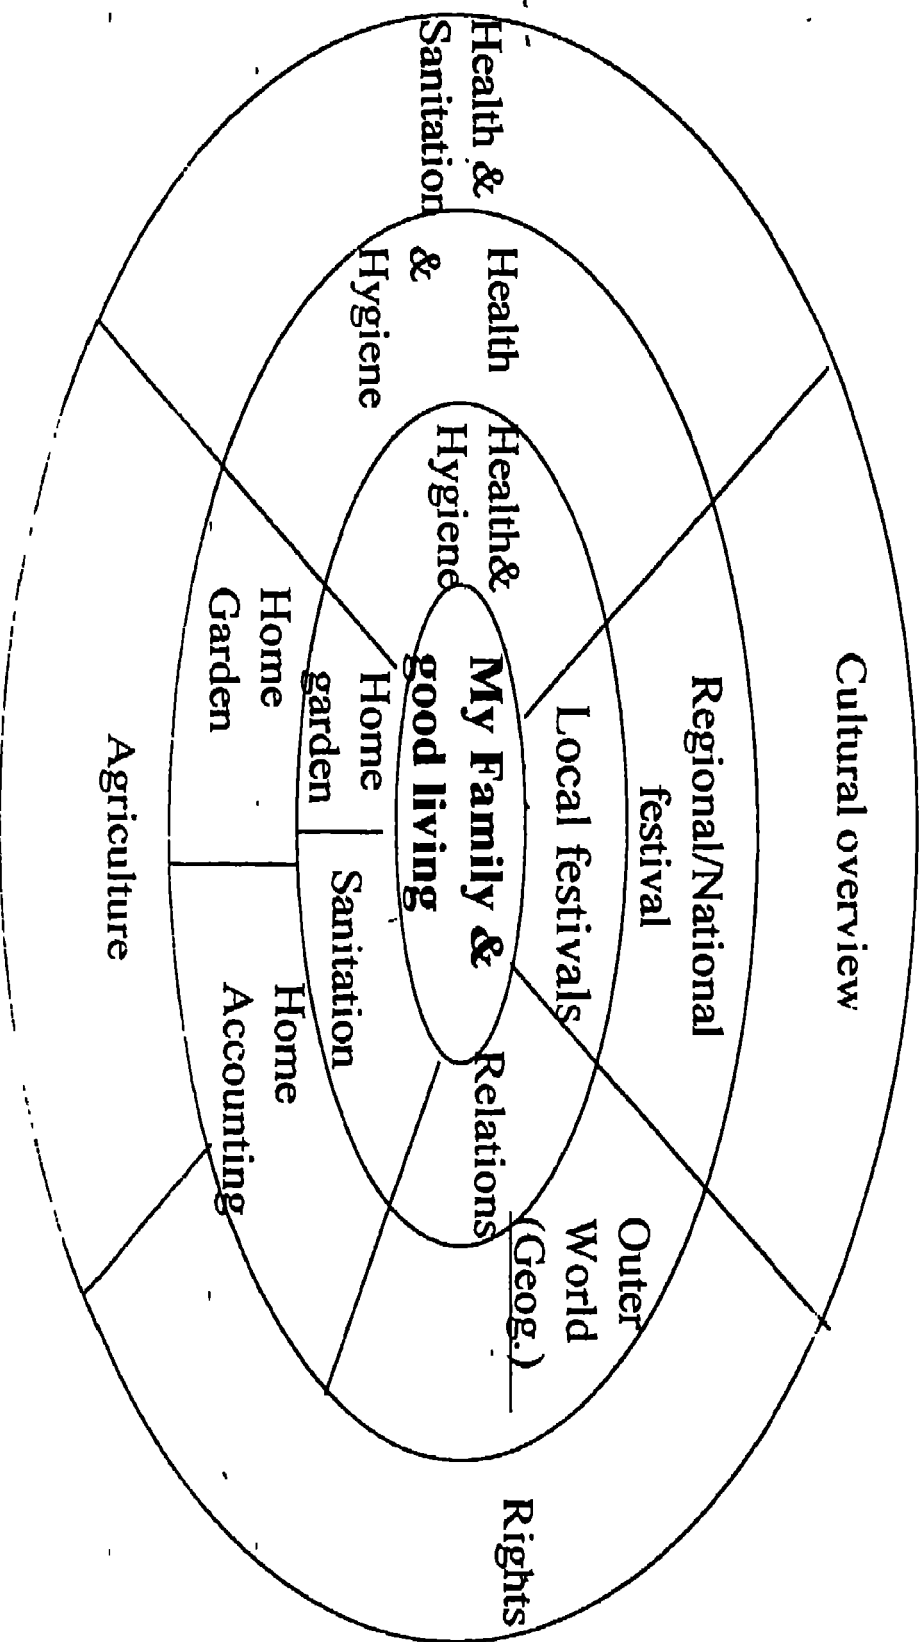 Cultural overview
Regional/National
festival
Local festivals
Health &
Sanitation
Health
&
Hygiene
Health&
Hygiene
My Family &
good living
Relations
Outer
World
(Geog.)
Rights
Home
garden
Sanitation
Home
Garden
Home
Accounting
Agriculture